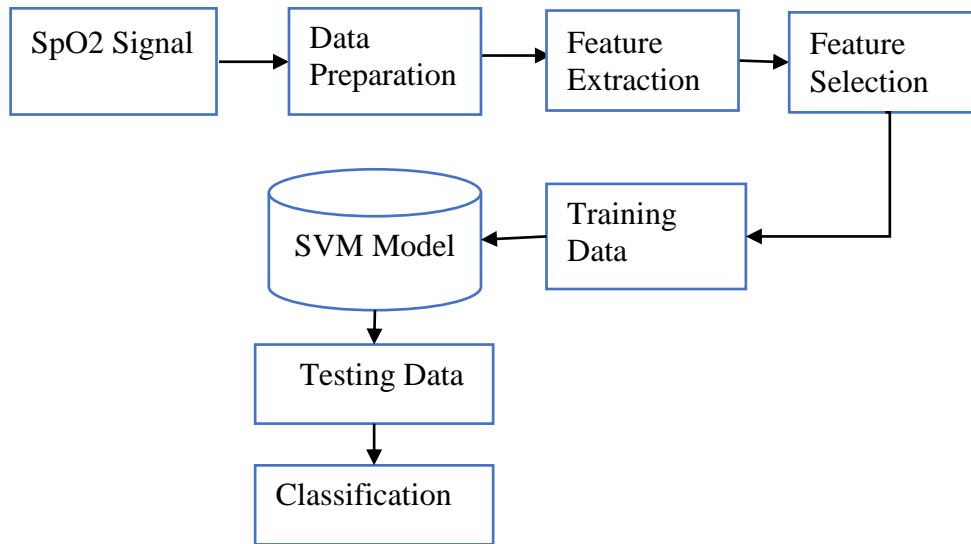 SpO2 Signal
Data
Preparation
Feature
Extraction
Feature
Selection
Training
Data
SVM Model
Testing Data
Classification